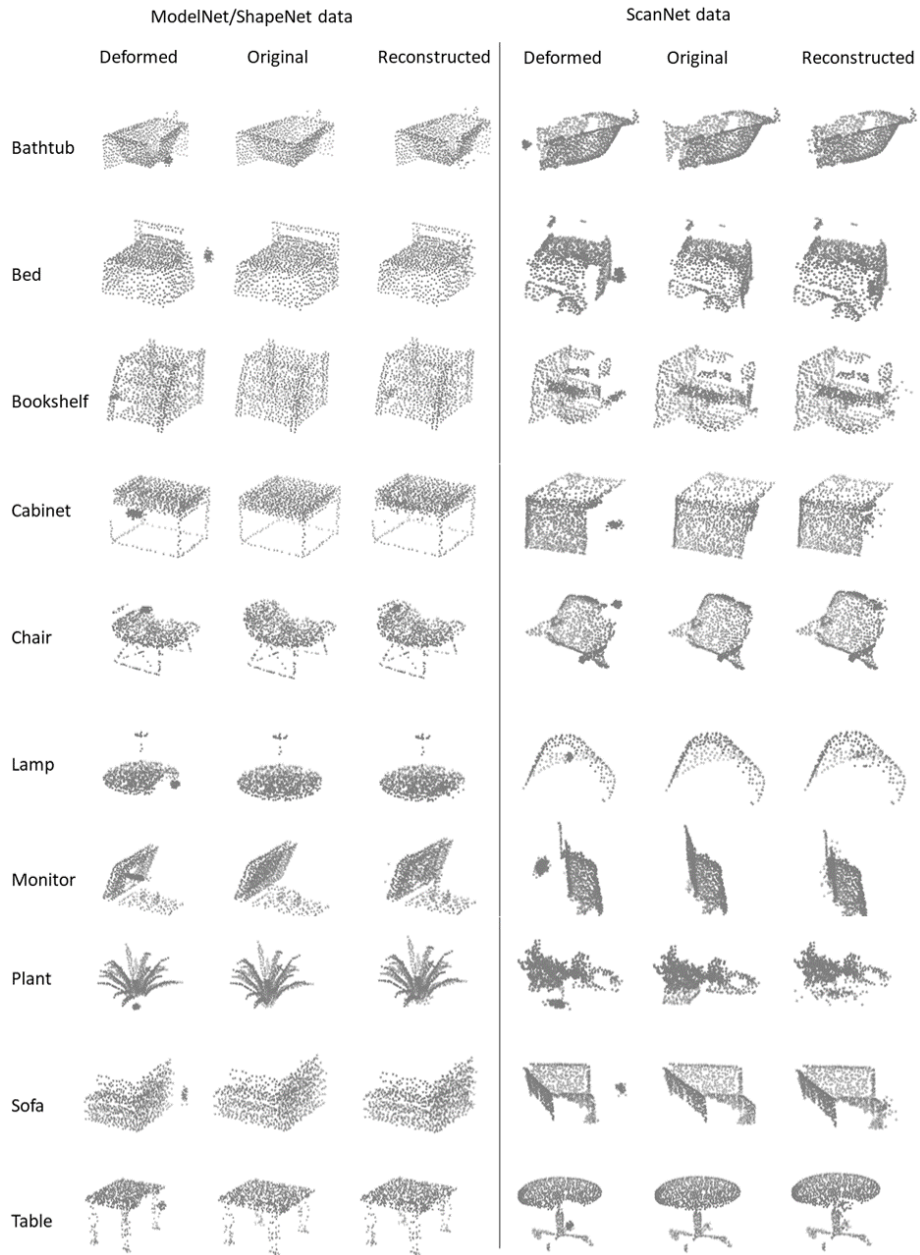 ModelNet/ShapeNet data ScanNet data
Deformed Original Reconstructed Deformed Original Reconstructed
Bathtub
Bed
Bookshelf
Cabinet
Chair
Lamp
Monitor
Plant
Sofa
Table